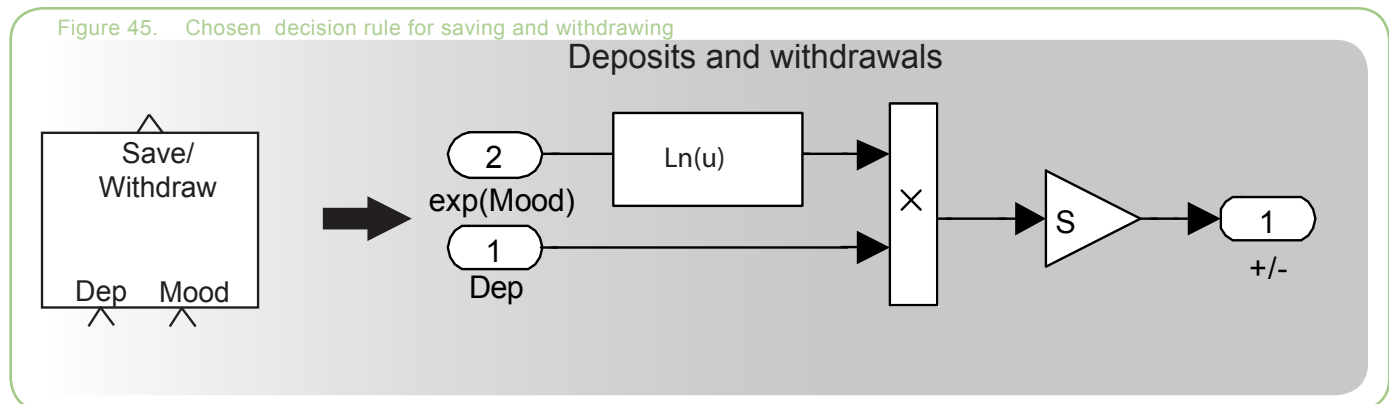 Figure 45. Chosen decision rule for saving and withdrawing
Deposits and withdrawals
Save/
Withdraw
Dep Mood
2
exp(Mood)
Ln(u)
1
Dep
×
S
1
+/-